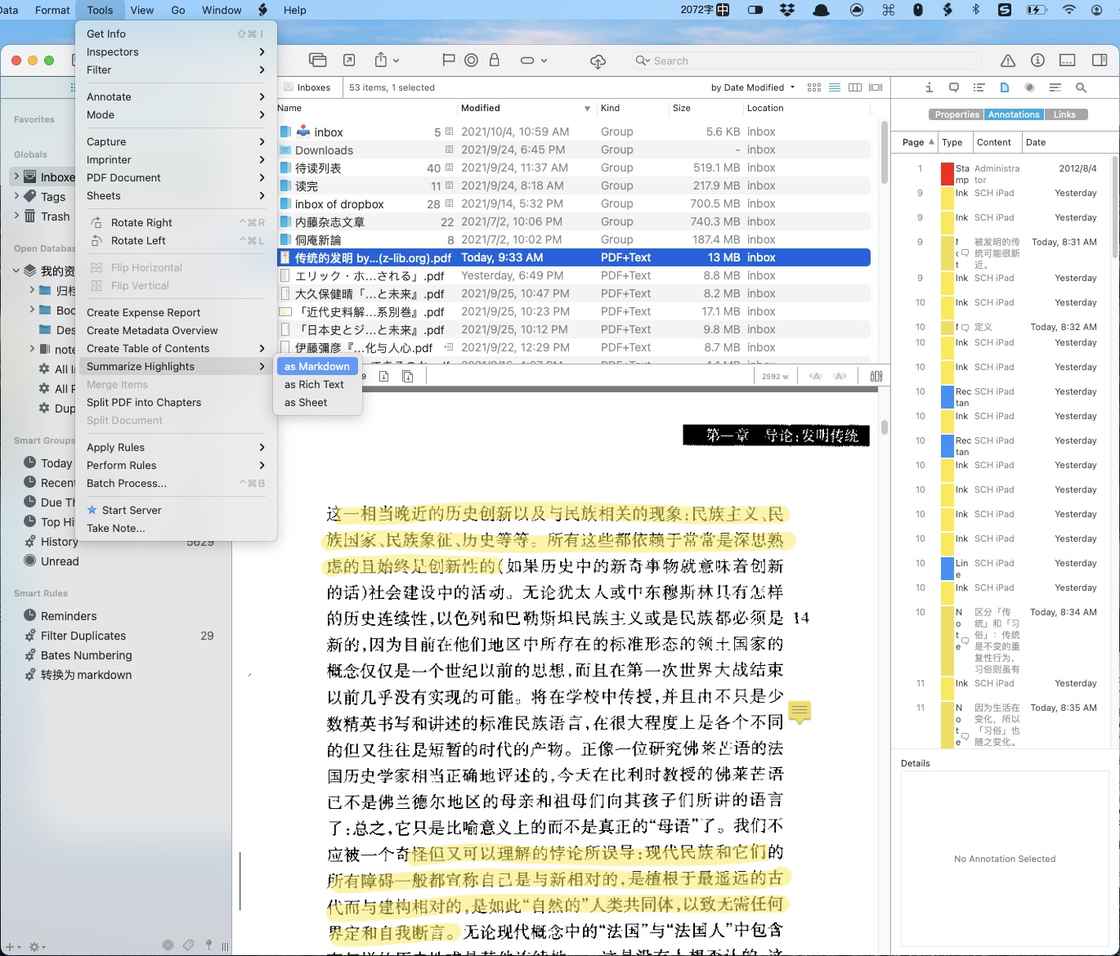 Data Format Tools View Go Window Help 2072字
Get Info ⇧⌘I
Inspectors
Filter
Annotate
Mode
Capture
Imprinter
PDF Document
Sheets
Rotate Right ^⌘R
Rotate Left ^⌘L
Flip Horizontal
Flip Vertical
Create Expense Report
Create Metadata Overview
Create Table of Contents
Summarize Highlights
Merge Items
Split PDF into Chapters
Split Document
Apply Rules
Perform Rules
Batch Process... ^⌘B
Start Server
Take Note...
as Markdown
as Rich Text
as Sheet
Favorites
Globals
Inboxe
Tags
Trash
Open Databas
我的资
归档
Boo
Des
note
All I
All P
Dup
Smart Groups
Today
Recen
Due Th
Top Hi
History 5629
Unread
Smart Rules
Reminders
Filter Duplicates 29
Bates Numbering
转换为 markdown
Search
Inboxes 53 items, 1 selected by Date Modified
Name Modified Kind Size Location
inbox 5 2021/10/4, 10:59 AM Group 5.6 KB inbox
Downloads 2021/9/24, 6:45 PM Group - inbox
待读列表 40 2021/9/24, 11:37 AM Group 519.1 MB inbox
读完 11 2021/9/24, 8:18 AM Group 217.9 MB inbox
inbox of dropbox 28 2021/9/14, 5:32 PM Group 700.5 MB inbox
内藤杂志文章 22 2021/7/2, 10:06 PM Group 740.3 MB inbox
侗庵新論 8 2021/7/2, 10:02 PM Group 187.4 MB inbox
传统的发明 by...(z-lib.org).pdf Today, 9:33 AM PDF+Text 13 MB inbox
エリック・ホ...される」.pdf Yesterday, 6:49 PM PDF+Text 8.8 MB inbox
大久保健晴「...と未来』.pdf 2021/9/25, 10:47 PM PDF+Text 8.2 MB inbox
「近代史料解...系別巻』.pdf 2021/9/25, 10:23 PM PDF+Text 17.1 MB inbox
「日本史とジ...と未来』.pdf 2021/9/25, 10:12 PM PDF+Text 9.8 MB inbox
伊藤彌彦『...化与人心.pdf 2021/9/22, 12:29 PM PDF+Text 8.7 MB inbox
2692 w
第一章 导论:发明传统
这一相当晚近的历史创新以及与民族相关的现象:民族主义、民
族国家、民族象征、历史等等。所有这些都依赖于常常是深思熟
虑的且始终是创新性的(如果历史中的新奇事物就意味着创新
的话)社会建设中的活动。无论犹太人或中东穆斯林具有怎样
的历史连续性,以色列和巴勒斯坦民族主义或是民族都必须是 14
新的,因为目前在他们地区中所存在的标准形态的领土国家的
概念仅仅是一个世纪以前的思想,而且在第一次世界大战结束
以前几乎没有实现的可能。将在学校中传授,并且由不只是少
数精英书写和讲述的标准民族语言,在很大程度上是各个不同
的但又往往是短暂的时代的产物。正像一位研究佛莱芒语的法
国历史学家相当正确地评述的,今天在比利时教授的佛莱芒语
已不是佛兰德尔地区的母亲和祖母们向其孩子们所讲的语言
了:总之,它只是比喻意义上的而不是真正的“母语”了。我们不
应被一个奇怪但又可以理解的悖论所误导:现代民族和它们的
所有障碍一般都宣称自己是与新相对的,是植根于最遥远的古
代而与建构相对的,是如此“自然的”人类共同体,以致无需任何
界定和自我断言。无论现代概念中的“法国”与“法国人”中包含
Properties Annotations Links
Page Type Content Date
1 Stamp Administrator 2012/8/4
9 Ink SCH iPad Yesterday
9 Ink SCH iPad Yesterday
9 被发明的传统可能很新近。 Today, 8:31 AM
9 Ink SCH iPad Yesterday
10 Ink SCH iPad Yesterday
10 定义 Today, 8:32 AM
10 Ink SCH iPad Yesterday
10 Ink SCH iPad Yesterday
10 Rectan SCH iPad Yesterday
10 Ink SCH iPad Yesterday
10 Rectan SCH iPad Yesterday
10 Ink SCH iPad Yesterday
10 Ink SCH iPad Yesterday
10 Ink SCH iPad Yesterday
10 Ink SCH iPad Yesterday
10 Line SCH iPad Yesterday
10 Ink SCH iPad Yesterday
10 Note 区分「传统」和「习俗」:传统是不变的重复性行为,习俗则虽有 Today, 8:34 AM
11 Ink SCH iPad Yesterday
11 Note 因为生活在变化,所以「习俗」也随之变化。 Today, 8:35 AM
Details
No Annotation Selected